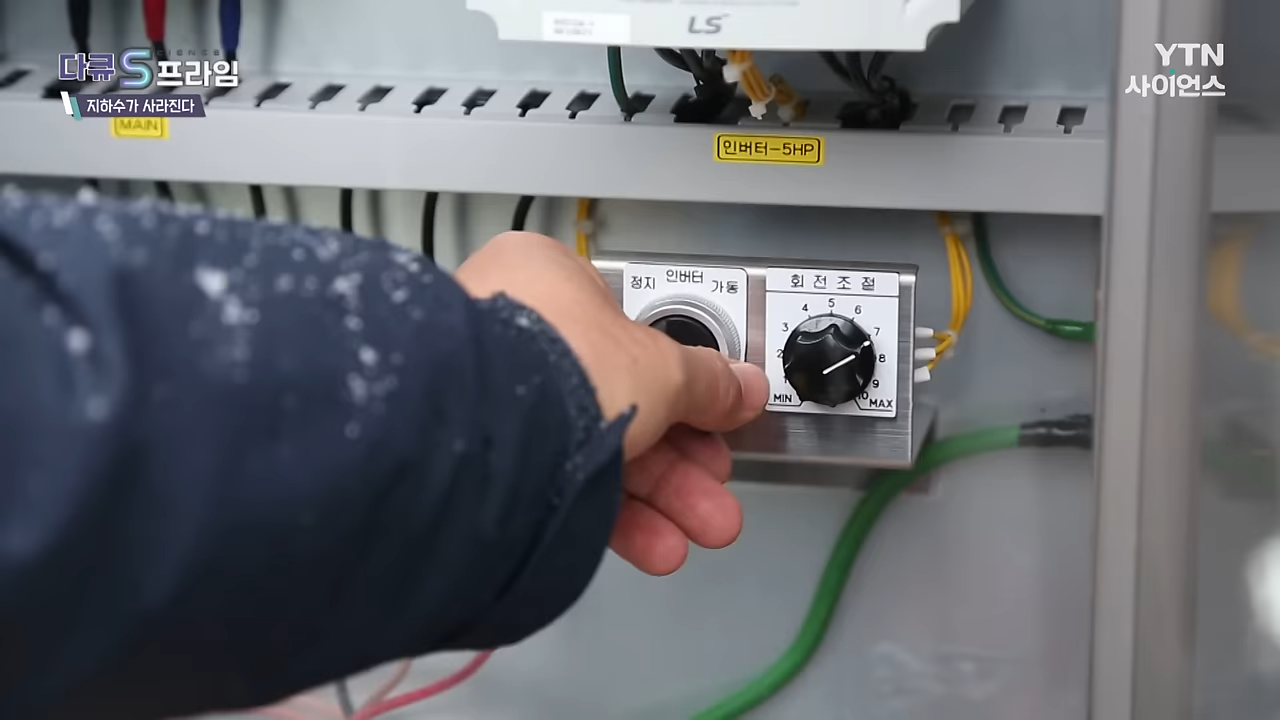 LS
다큐 S 프라임
SCIENCE
지하수가 사라진다
YTN
사이언스
MAIN
인버터-5HP
정지 인버터 가동
회전조절
1 2 3 4 5 6 7 8 9 10
MIN MAX